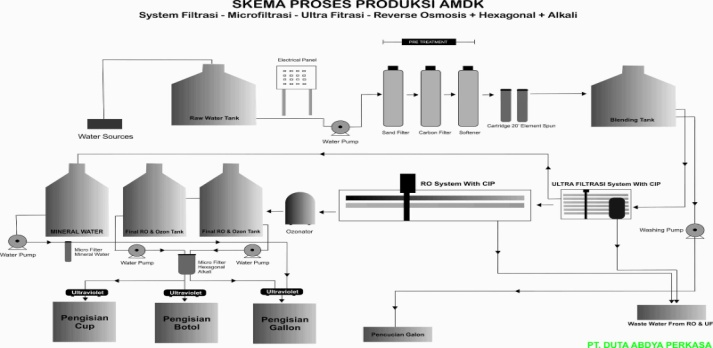 SKEMA PROSES PRODUKSI AMDK
System Filtrasi - Microfiltrasi - Ultra Fitrasi - Reverse Osmosis + Hexagonal + Alkali
PRE TREATMENT
Electrical Panel
Raw Water Tank
Water Sources
Water Pump
Sand Filter
Carbon Filter
Softener
Cartridge 20" Element Spun
Blending Tank
RO System With CIP
ULTRA FILTRASI System With CIP
MINERAL WATER
Final RO & Ozon Tank
Final RO & Ozon Tank
Ozonator
Washing Pump
Water Pump
Micro Filter
Mineral Water
Water Pump
Micro Filter
Hexagonal
Alkali
Water Pump
Ultraviolet
Ultraviolet
Ultraviolet
Pengisian
Cup
Pengisian
Botol
Pengisian
Gallon
Pencucian Galon
Waste Water From RO & UF
PT. DUTA ABDYA PERKASA